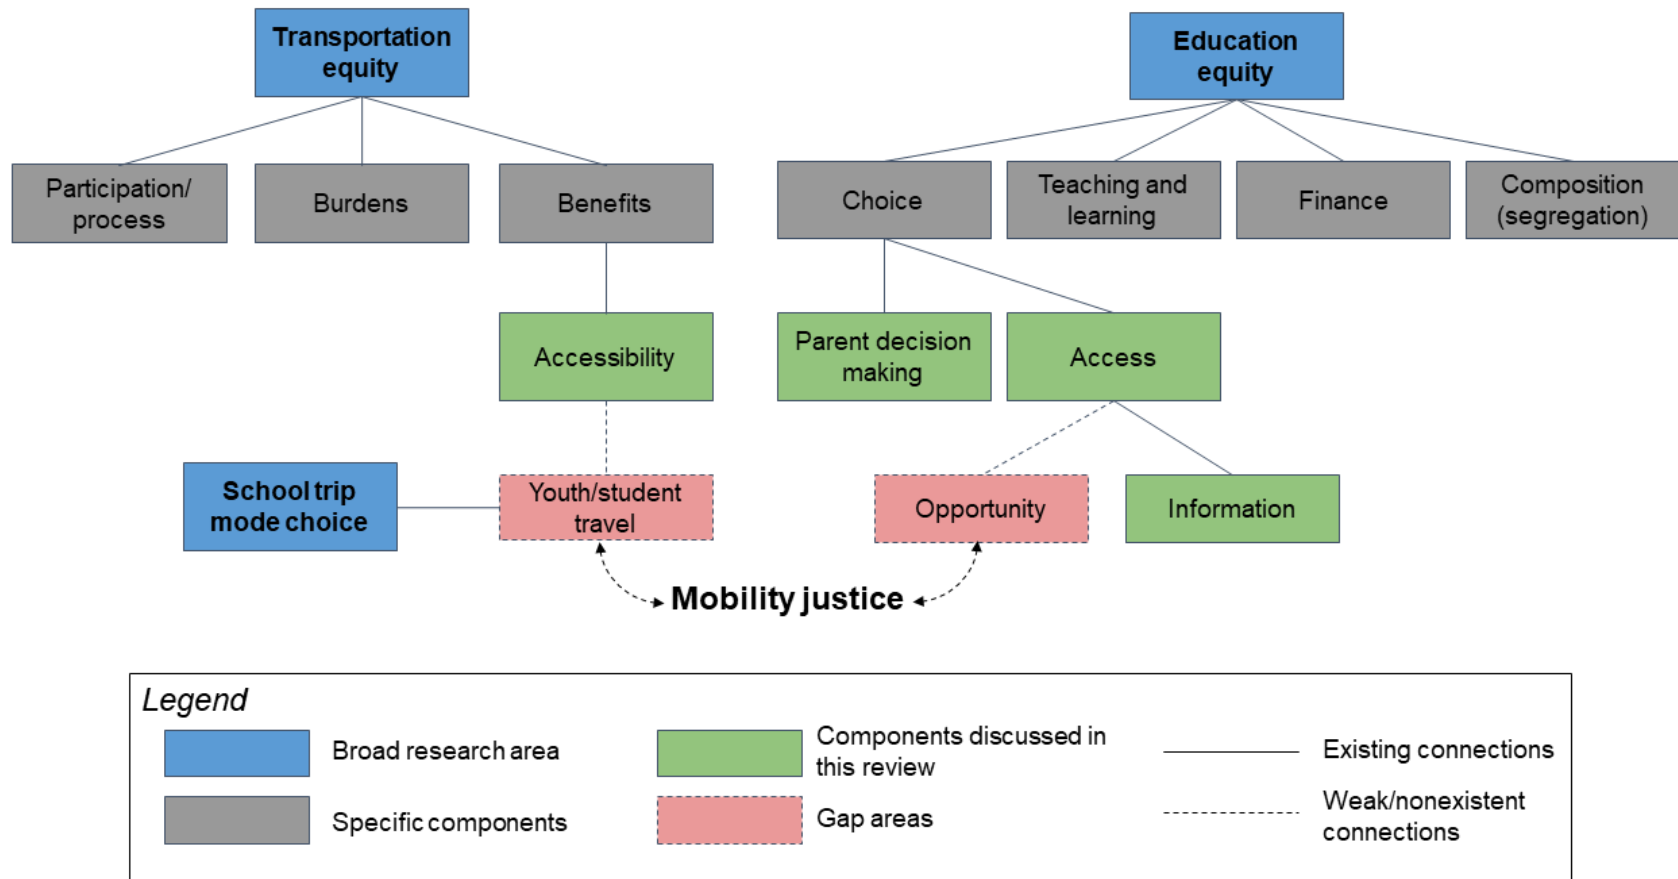 Transportation
equity
Education
equity
Participation/
process
Burdens
Benefits
Choice
Teaching and
learning
Finance
Composition
(segregation)
Accessibility
Parent decision
making
Access
School trip
mode choice
Youth/student
travel
Opportunity
Information
Mobility justice
Legend
Broad research area
Components discussed in
this review
Existing connections
Specific components
Gap areas
Weak/nonexistent
connections